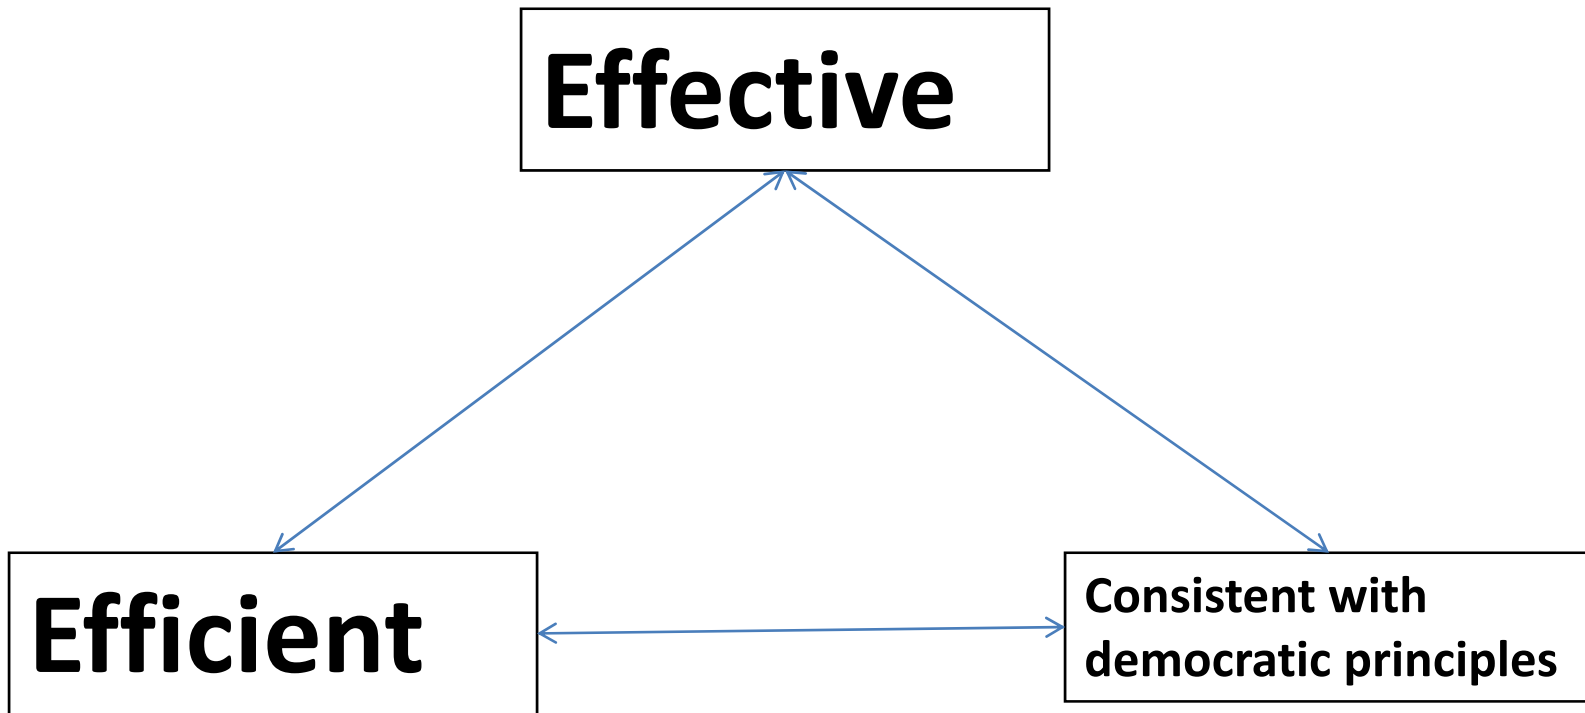 Effective
Efficient
Consistent with
democratic principles